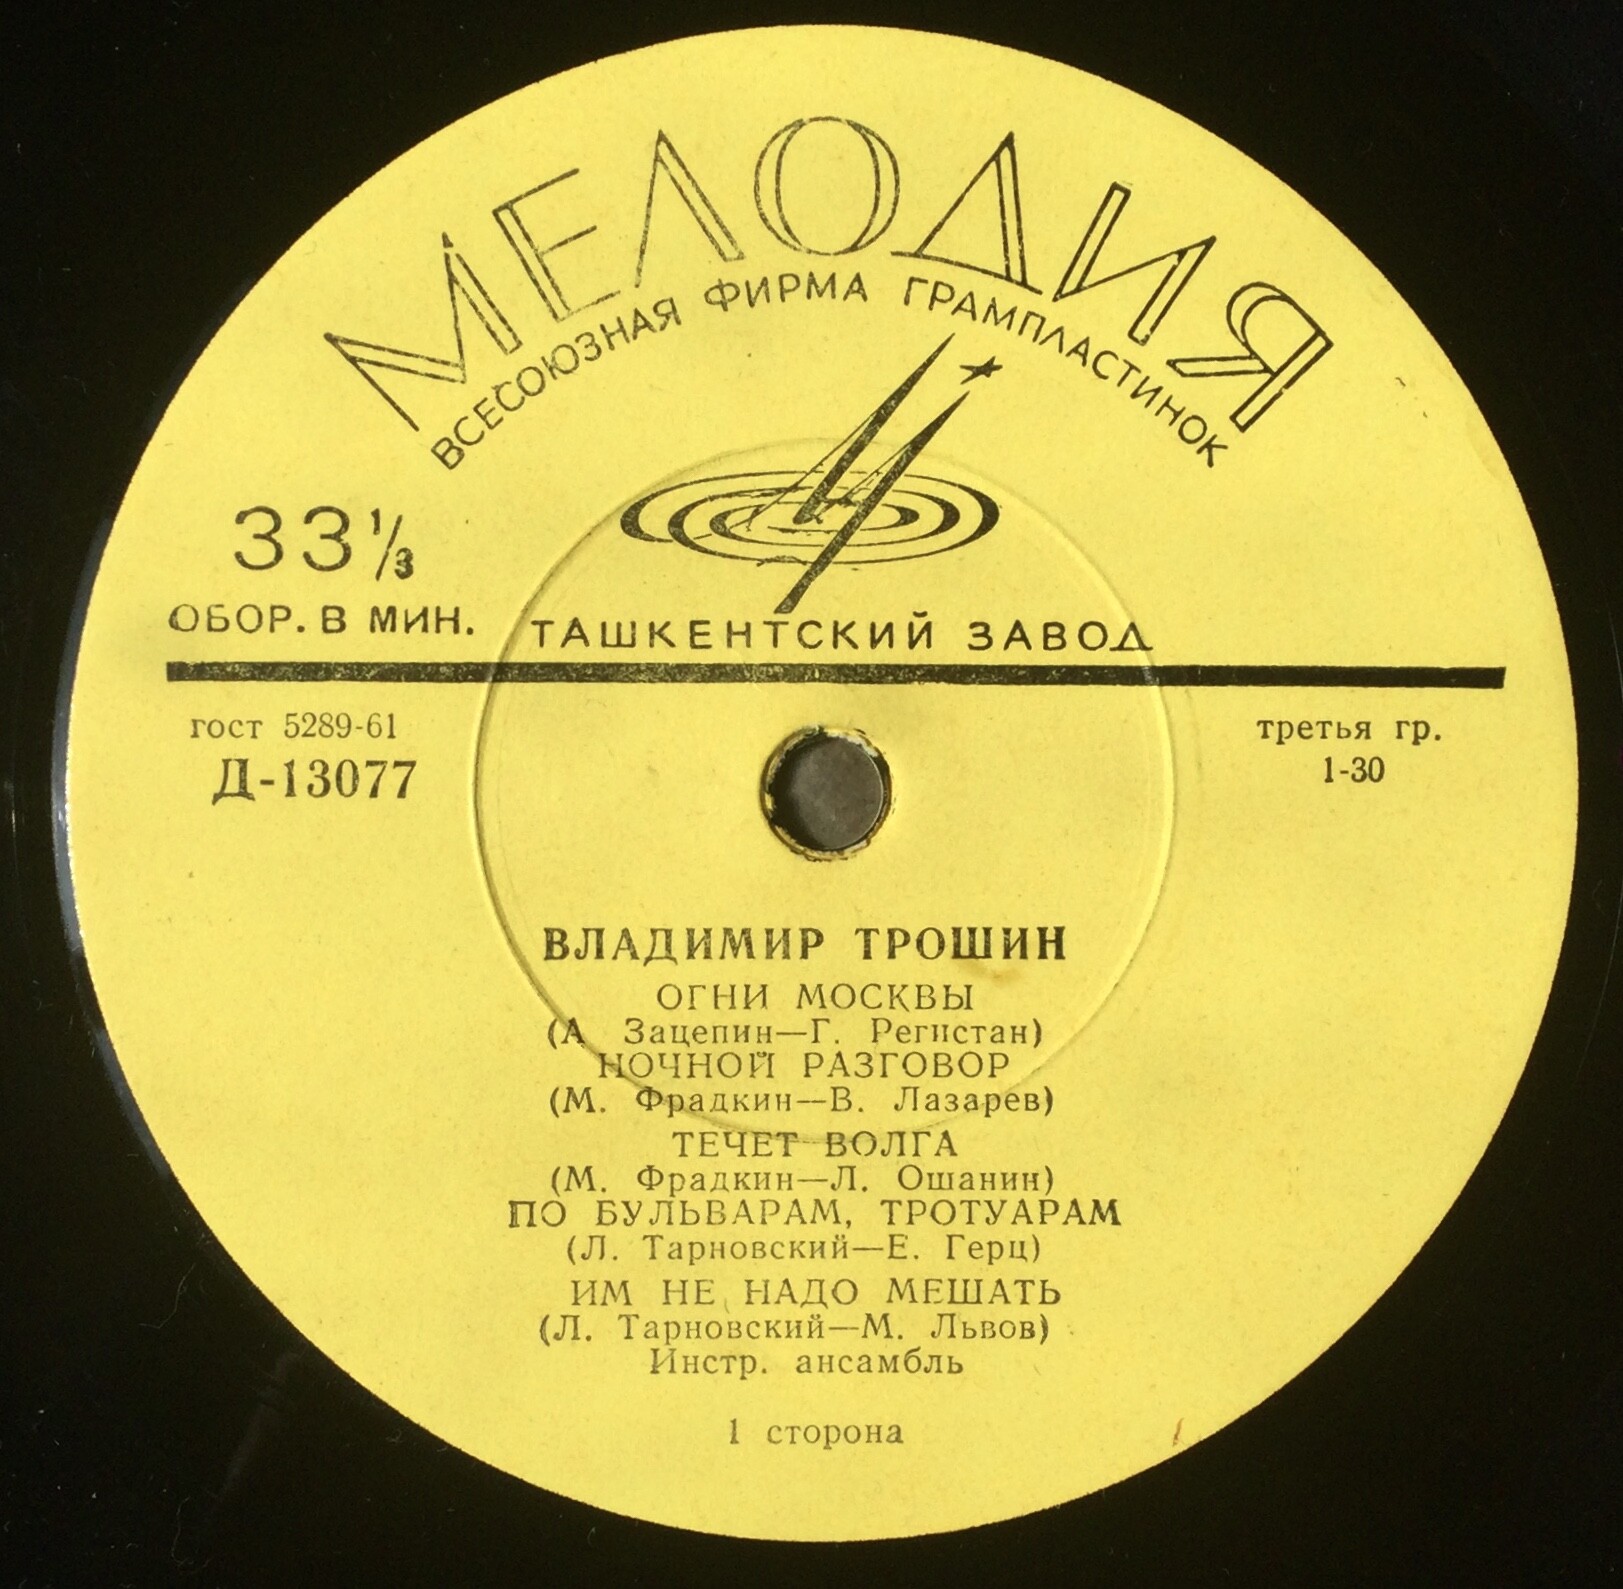 МЕЛОДИЯ
ВСЕСОЮЗНАЯ ФИРМА ГРАМПЛАСТИНОК
33 1/3
ОБОР. В МИН.
ТАШКЕНТСКИЙ ЗАВОД
гост 5289-61
Д-13077
третья гр.
1-30
ВЛАДИМИР ТРОШИН
ОГНИ МОСКВЫ
(А Зацепин—Г. Регистан)
НОЧНОЙ РАЗГОВОР
(М. Фрадкин—В. Лазарев)
ТЕЧЕТ ВОЛГА
(М. Фрадкин—Л. Ошанин)
ПО БУЛЬВАРАМ, ТРОТУАРАМ
(Л. Тарновский—Е. Герц)
ИМ НЕ НАДО МЕШАТЬ
(Л. Тарновский—М. Львов)
Инстр. ансамбль
1 сторона